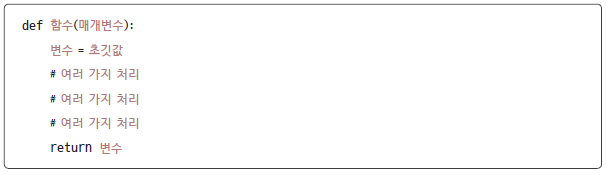 def 함수(매개변수):
    변수 = 초깃값
    # 여러 가지 처리
    # 여러 가지 처리
    # 여러 가지 처리
    return 변수